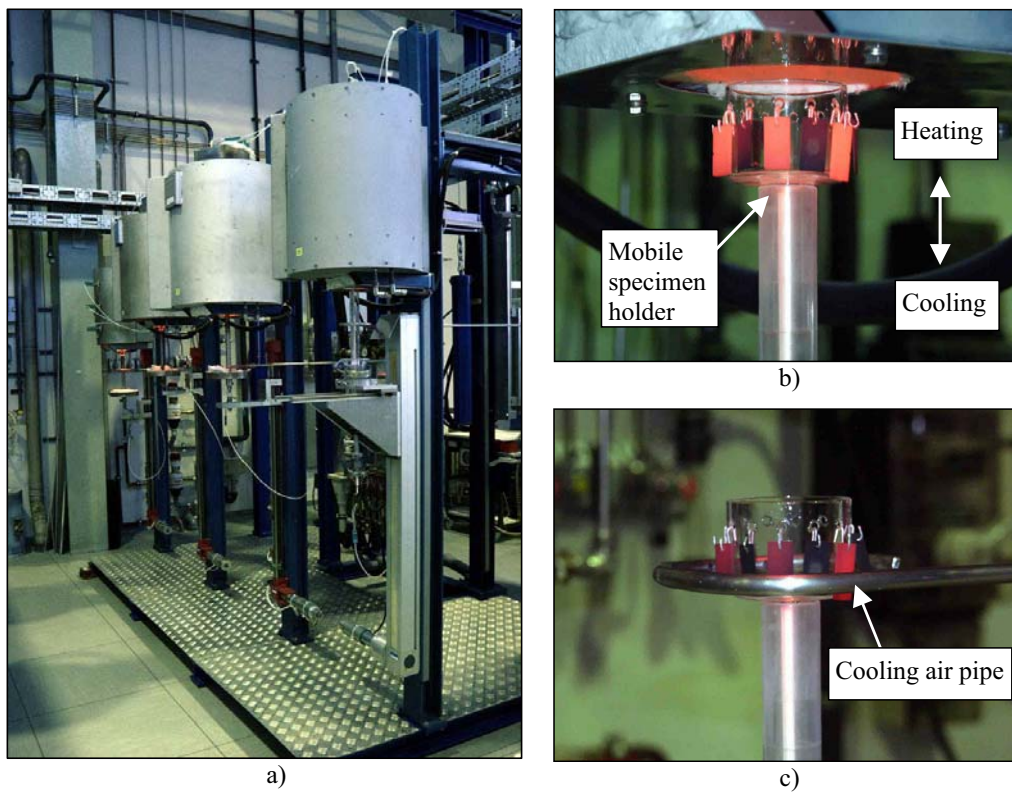 Heating
Mobile
specimen
holder
Cooling
b)
Cooling air pipe
a)
c)